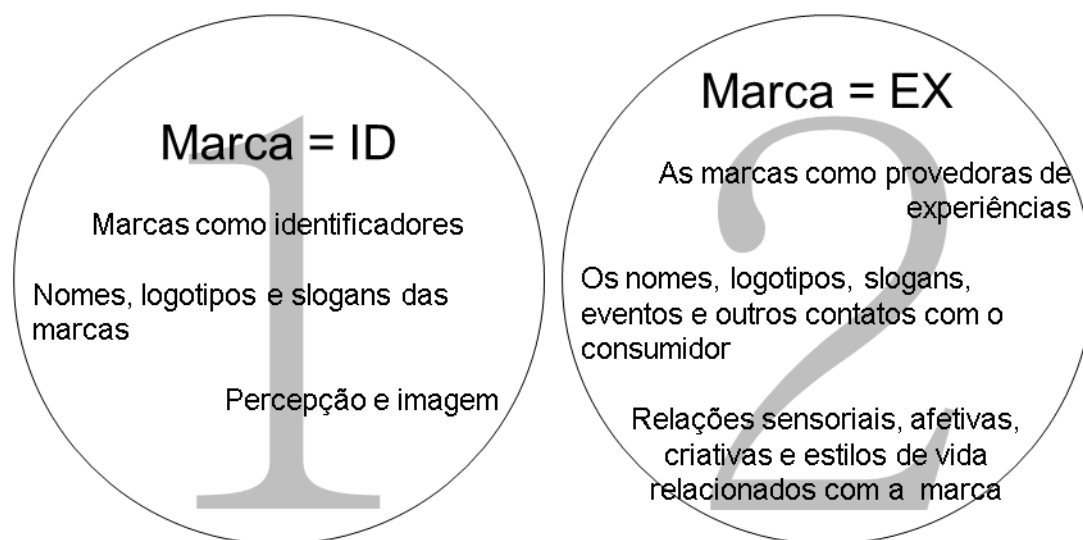 1
Marca = ID
Marcas como identificadores
Nomes, logotipos e slogans das
marcas
Percepção e imagem
2
Marca = EX
As marcas como provedoras de
experiências
Os nomes, logotipos, slogans,
eventos e outros contatos com o
consumidor
Relações sensoriais, afetivas,
criativas e estilos de vida
relacionados com a marca